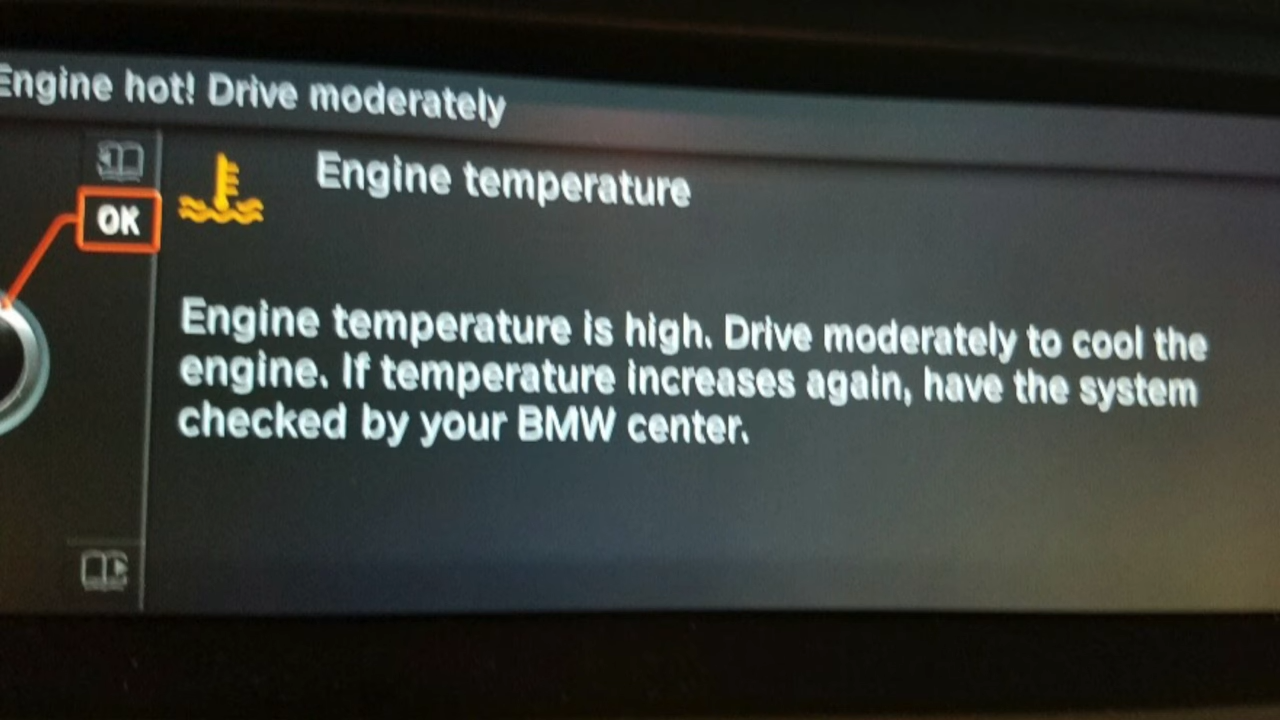 Engine hot! Drive moderately
OK
Engine temperature
Engine temperature is high. Drive moderately to cool the
engine. If temperature increases again, have the system
checked by your BMW center.